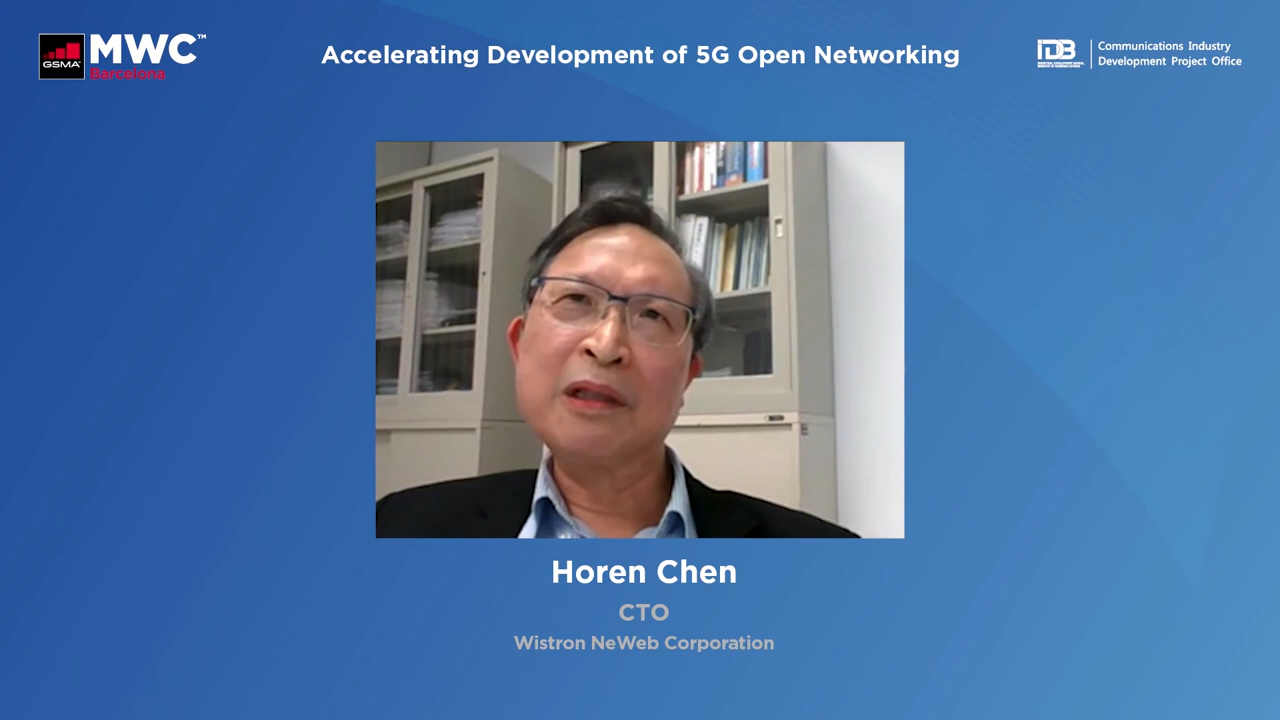 GSMA
MWC™
Barcelona
Accelerating Development of 5G Open Networking
IDB
Communications Industry
Development Project Office
Horen Chen
CTO
Wistron NeWeb Corporation